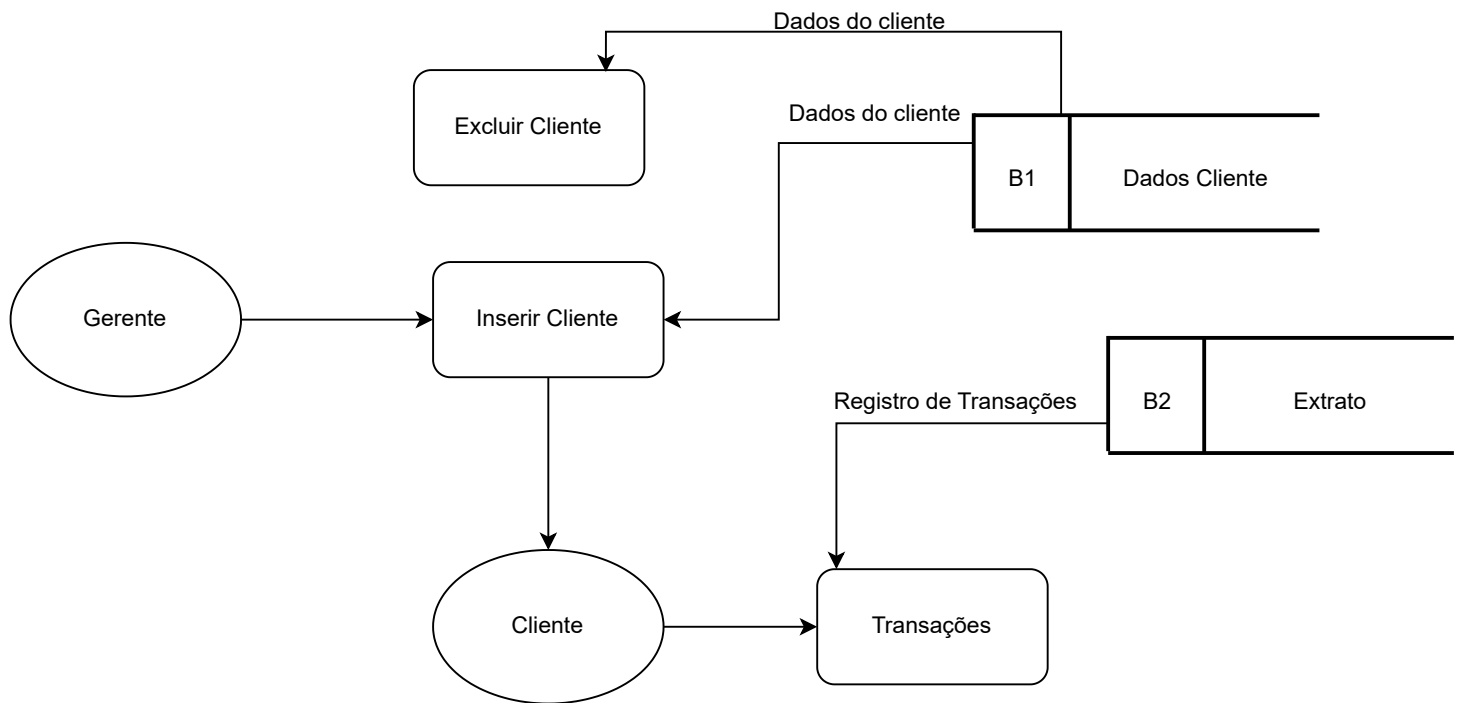 Dados do cliente
Excluir Cliente
Dados do cliente
B1
Dados Cliente
Gerente
Inserir Cliente
Registro de Transações
B2
Extrato
Cliente
Transações